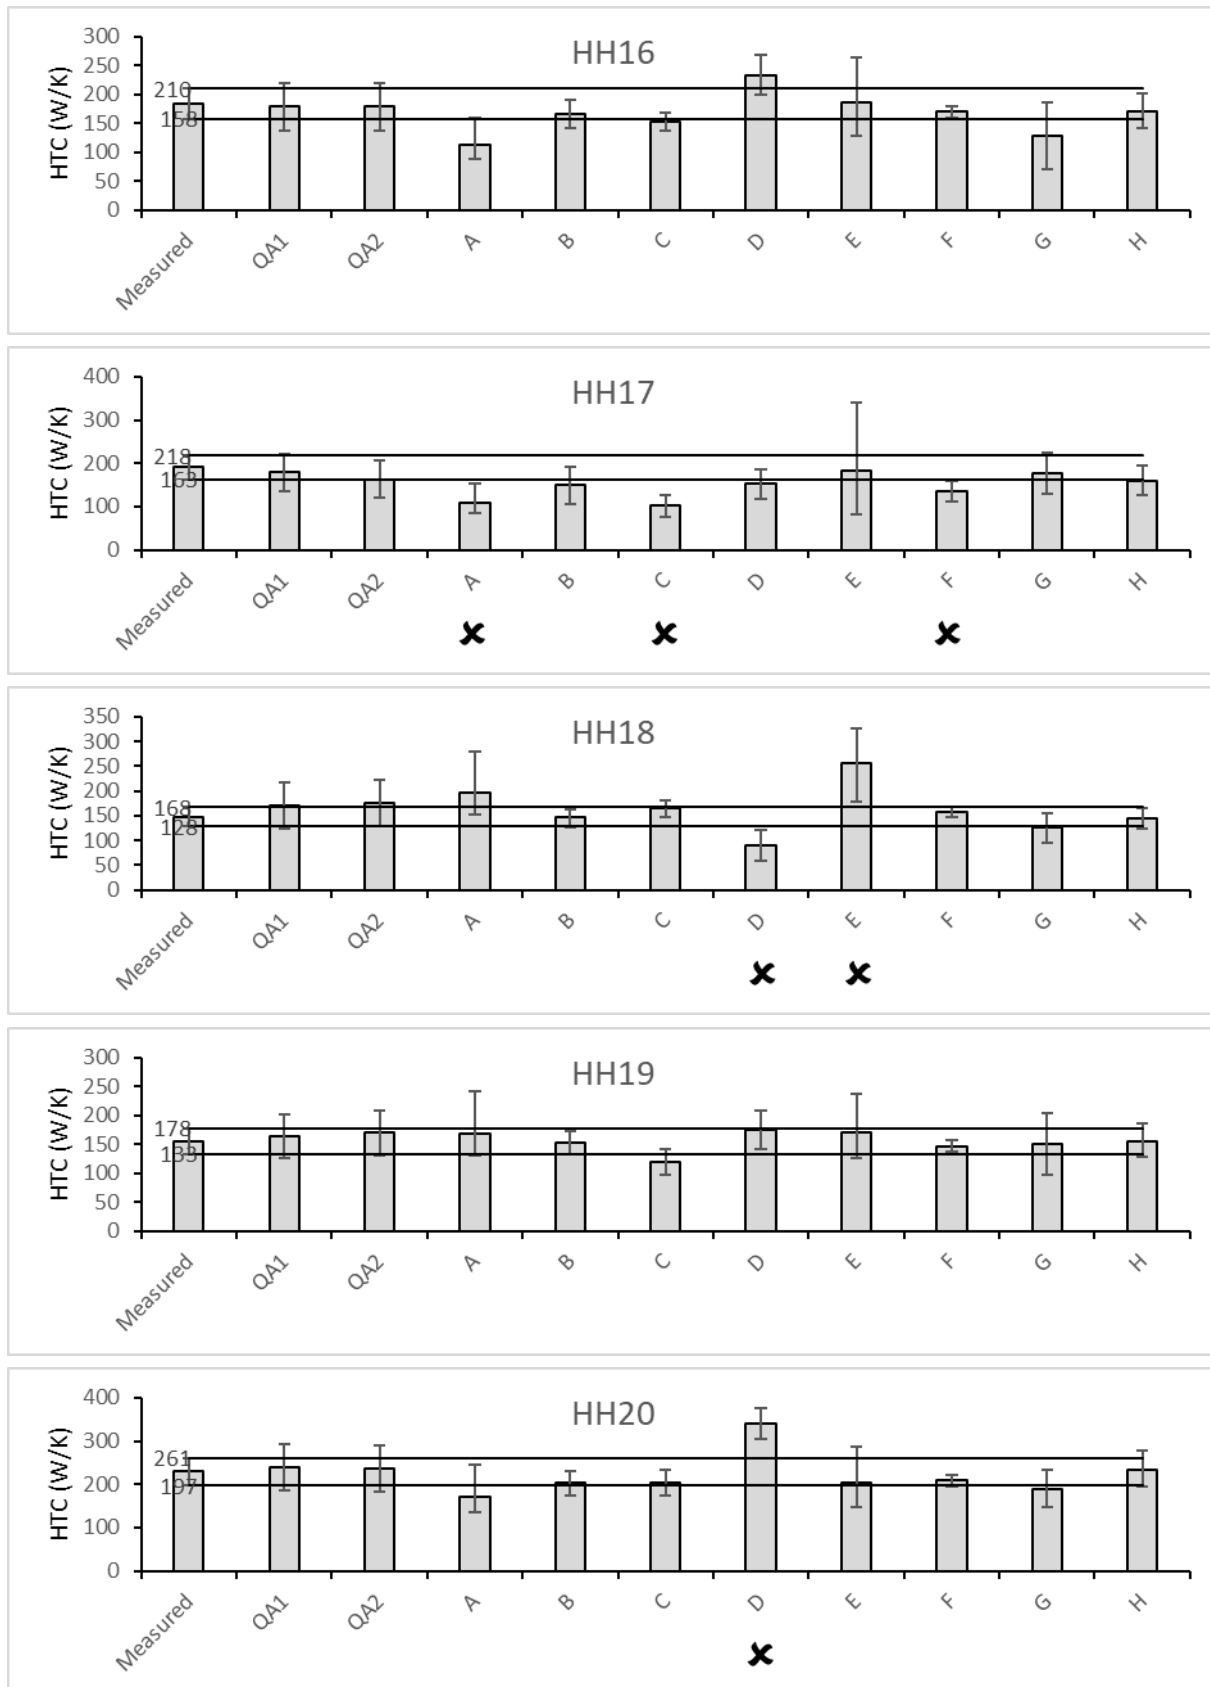 HH16
HTC (W/K)
300
250
200
150
100
50
0
210
158
Measured QA1 QA2 A B C D E F G H
HH17
HTC (W/K)
400
300
200
100
0
218
163
Measured QA1 QA2 A B C D E F G H
✘ ✘ ✘
HH18
HTC (W/K)
350
300
250
200
150
100
50
0
168
128
Measured QA1 QA2 A B C D E F G H
✘ ✘
HH19
HTC (W/K)
300
250
200
150
100
50
0
178
133
Measured QA1 QA2 A B C D E F G H
HH20
HTC (W/K)
400
300
200
100
0
261
197
Measured QA1 QA2 A B C D E F G H
✘